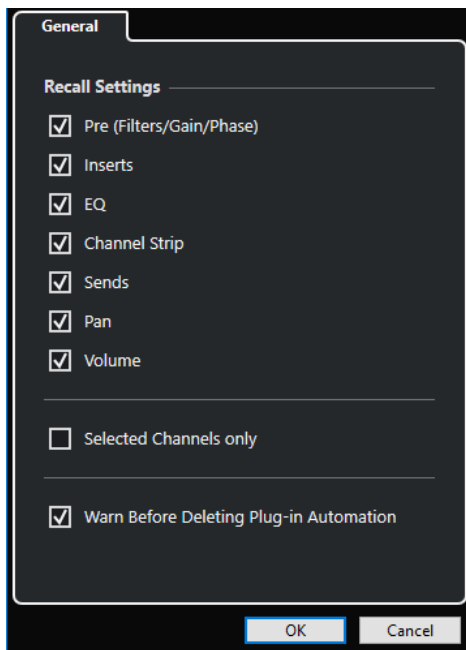 General
Recall Settings
Pre (Filters/Gain/Phase)
Inserts
EQ
Channel Strip
Sends
Pan
Volume
Selected Channels only
Warn Before Deleting Plug-in Automation
OK Cancel